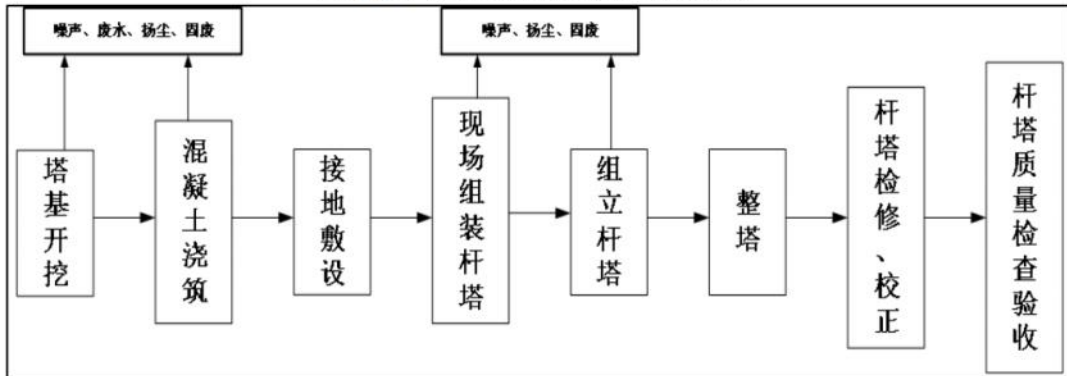 噪声、废水、扬尘、固废
噪声、扬尘、固废
塔基开挖
混凝土浇筑
接地敷设
现场组装杆塔
组立杆塔
整塔
杆塔检修、校正
杆塔质量检查验收